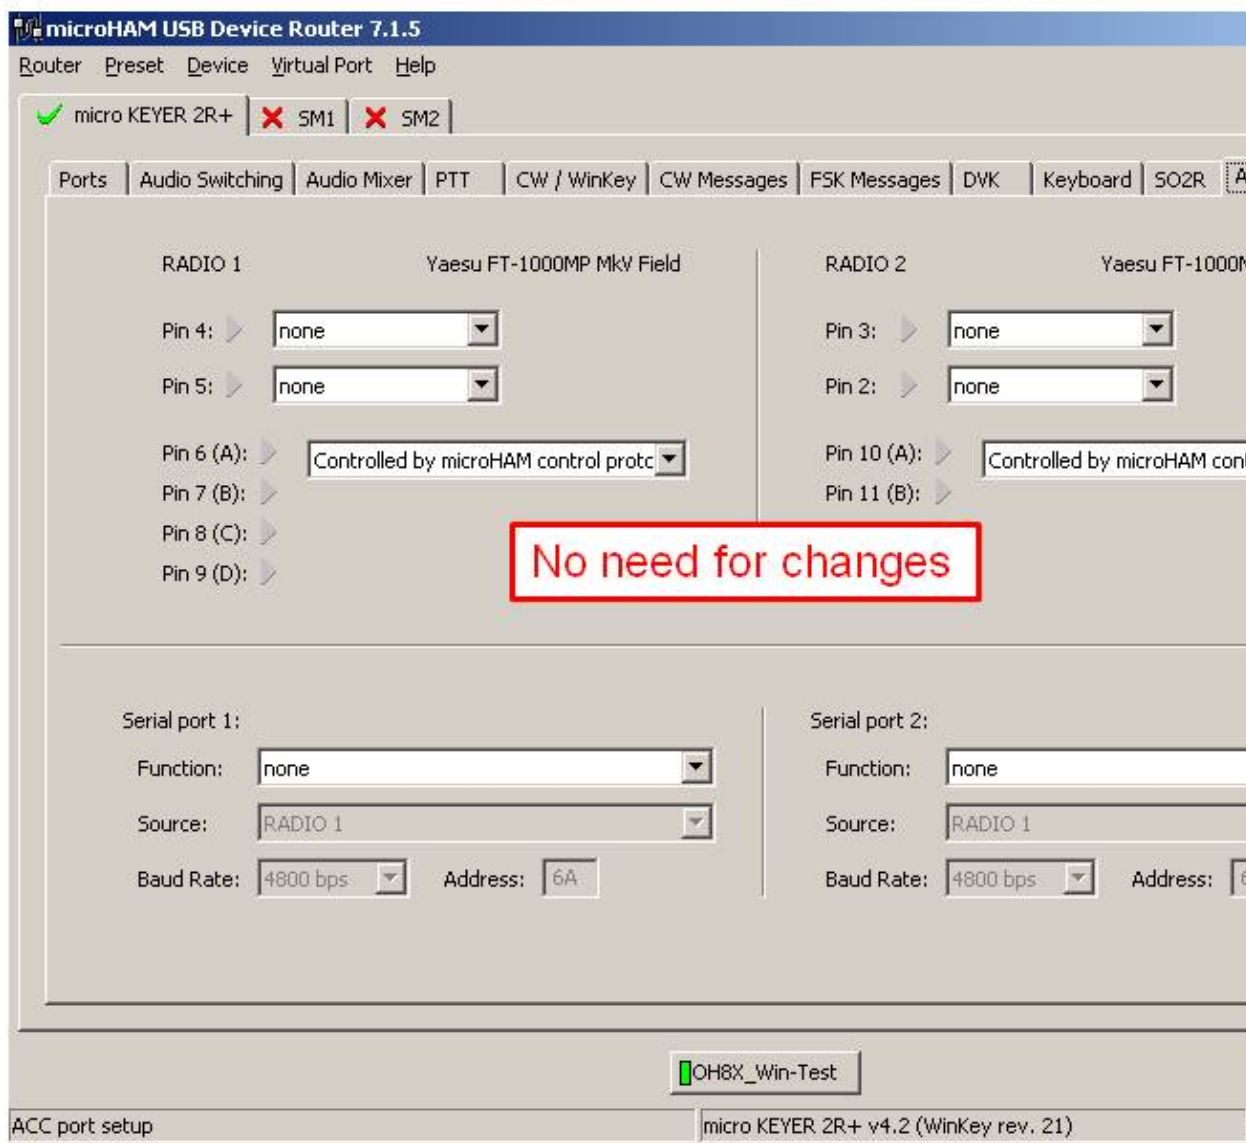 microHAM USB Device Router 7.1.5
Router Preset Device Virtual Port Help
micro KEYER 2R+ SM1 SM2
Ports Audio Switching Audio Mixer PTT CW / WinKey CW Messages FSK Messages DVK Keyboard SO2R A
RADIO 1 Yaesu FT-1000MP MkV Field RADIO 2 Yaesu FT-1000M
Pin 4: none Pin 3: none
Pin 5: none Pin 2: none
Pin 6 (A): Controlled by microHAM control protc Pin 10 (A): Controlled by microHAM cont
Pin 7 (B): Pin 11 (B):
Pin 8 (C):
No need for changes
Pin 9 (D):
Serial port 1: Serial port 2:
Function: none Function: none
Source: RADIO 1 Source: RADIO 1
Baud Rate: 4800 bps Address: 6A Baud Rate: 4800 bps Address: 6
OH8X_Win-Test
ACC port setup micro KEYER 2R+ v4.2 (WinKey rev. 21)